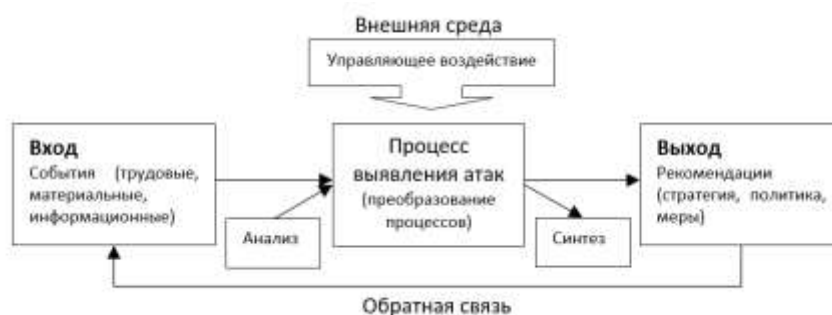 Внешняя среда
Управляющее воздействие
Вход
События (трудовые,
материальные,
информационные)
Процесс
выявления атак
(преобразование
процессов)
Выход
Рекомендации
(стратегия, политика,
меры)
Анализ
Синтез
Обратная связь